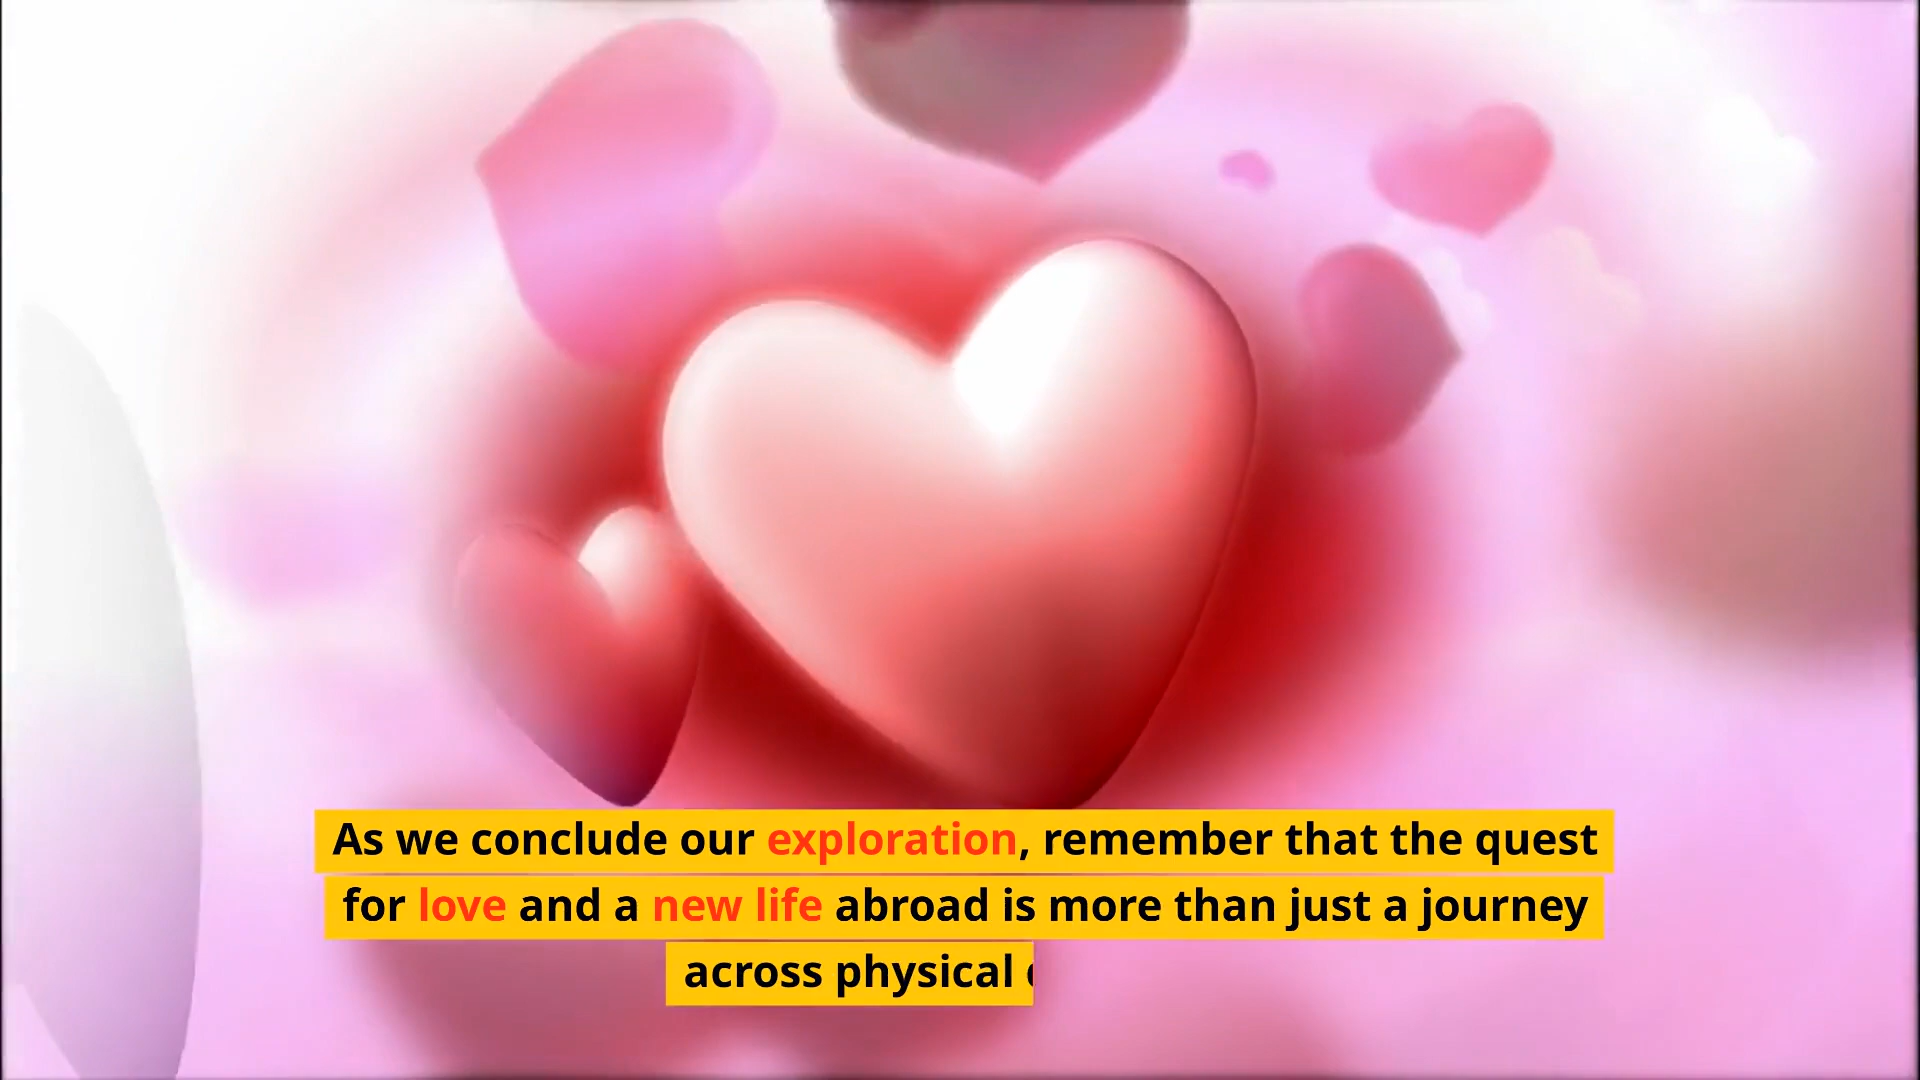 As we conclude our exploration, remember that the quest
for love and a new life abroad is more than just a journey
across physical